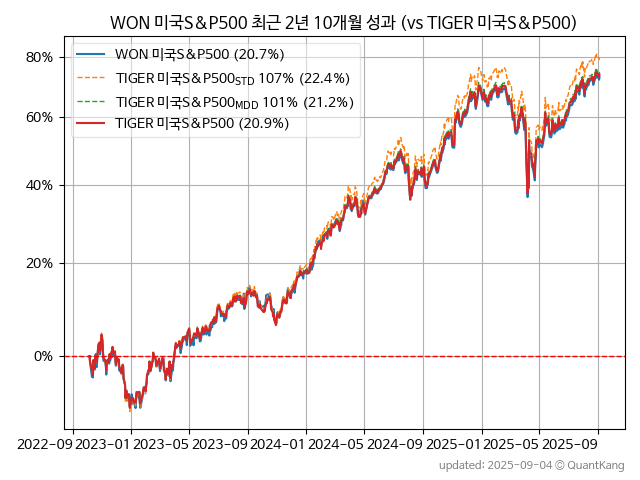 WON 미국S&P500 최근 2년 10개월 성과 (vs TIGER 미국S&P500)
WON 미국S&P500 (20.7%)
TIGER 미국S&P500STD 107% (22.4%)
TIGER 미국S&P500MDD 101% (21.2%)
TIGER 미국S&P500 (20.9%)
80%
60%
40%
20%
0%
2022-09 2023-01 2023-05 2023-09 2024-01 2024-05 2024-09 2025-01 2025-05 2025-09
updated: 2025-09-04 © QuantKang